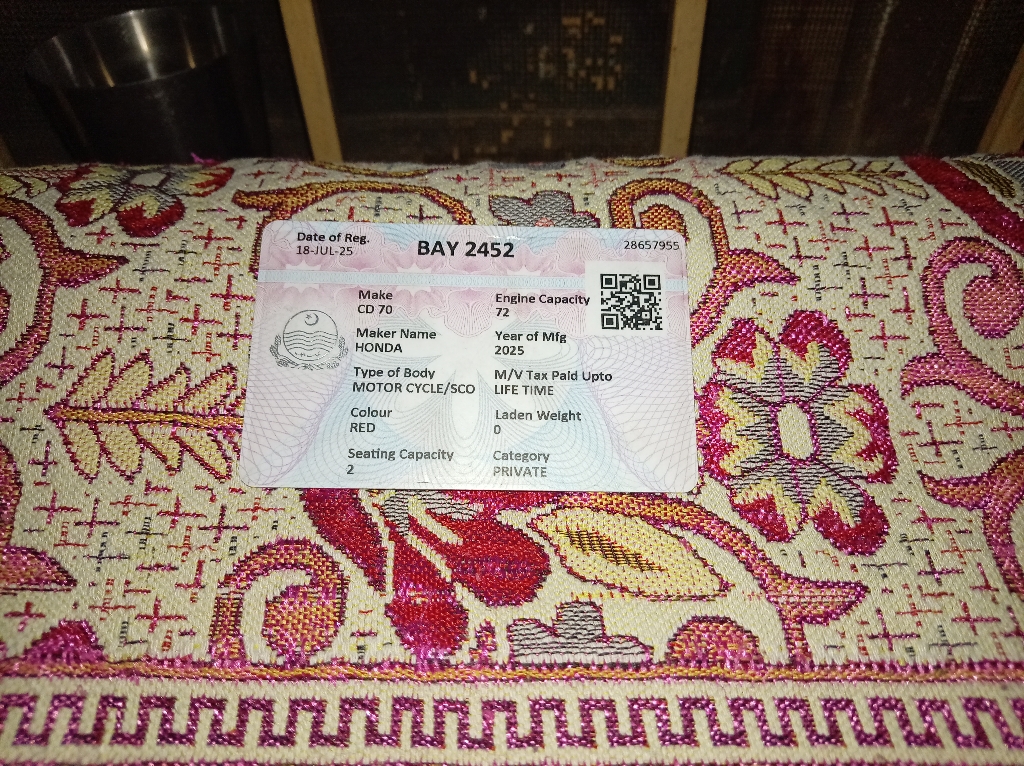 Date of Reg.
18-JUL-25
BAY 2452
28657955
Make
CD 70
Engine Capacity
72
Maker Name
HONDA
Year of Mfg
2025
Type of Body
MOTOR CYCLE/SCO
M/V Tax Paid Upto
LIFE TIME
Colour
RED
Laden Weight
0
Seating Capacity
2
Category
PRIVATE